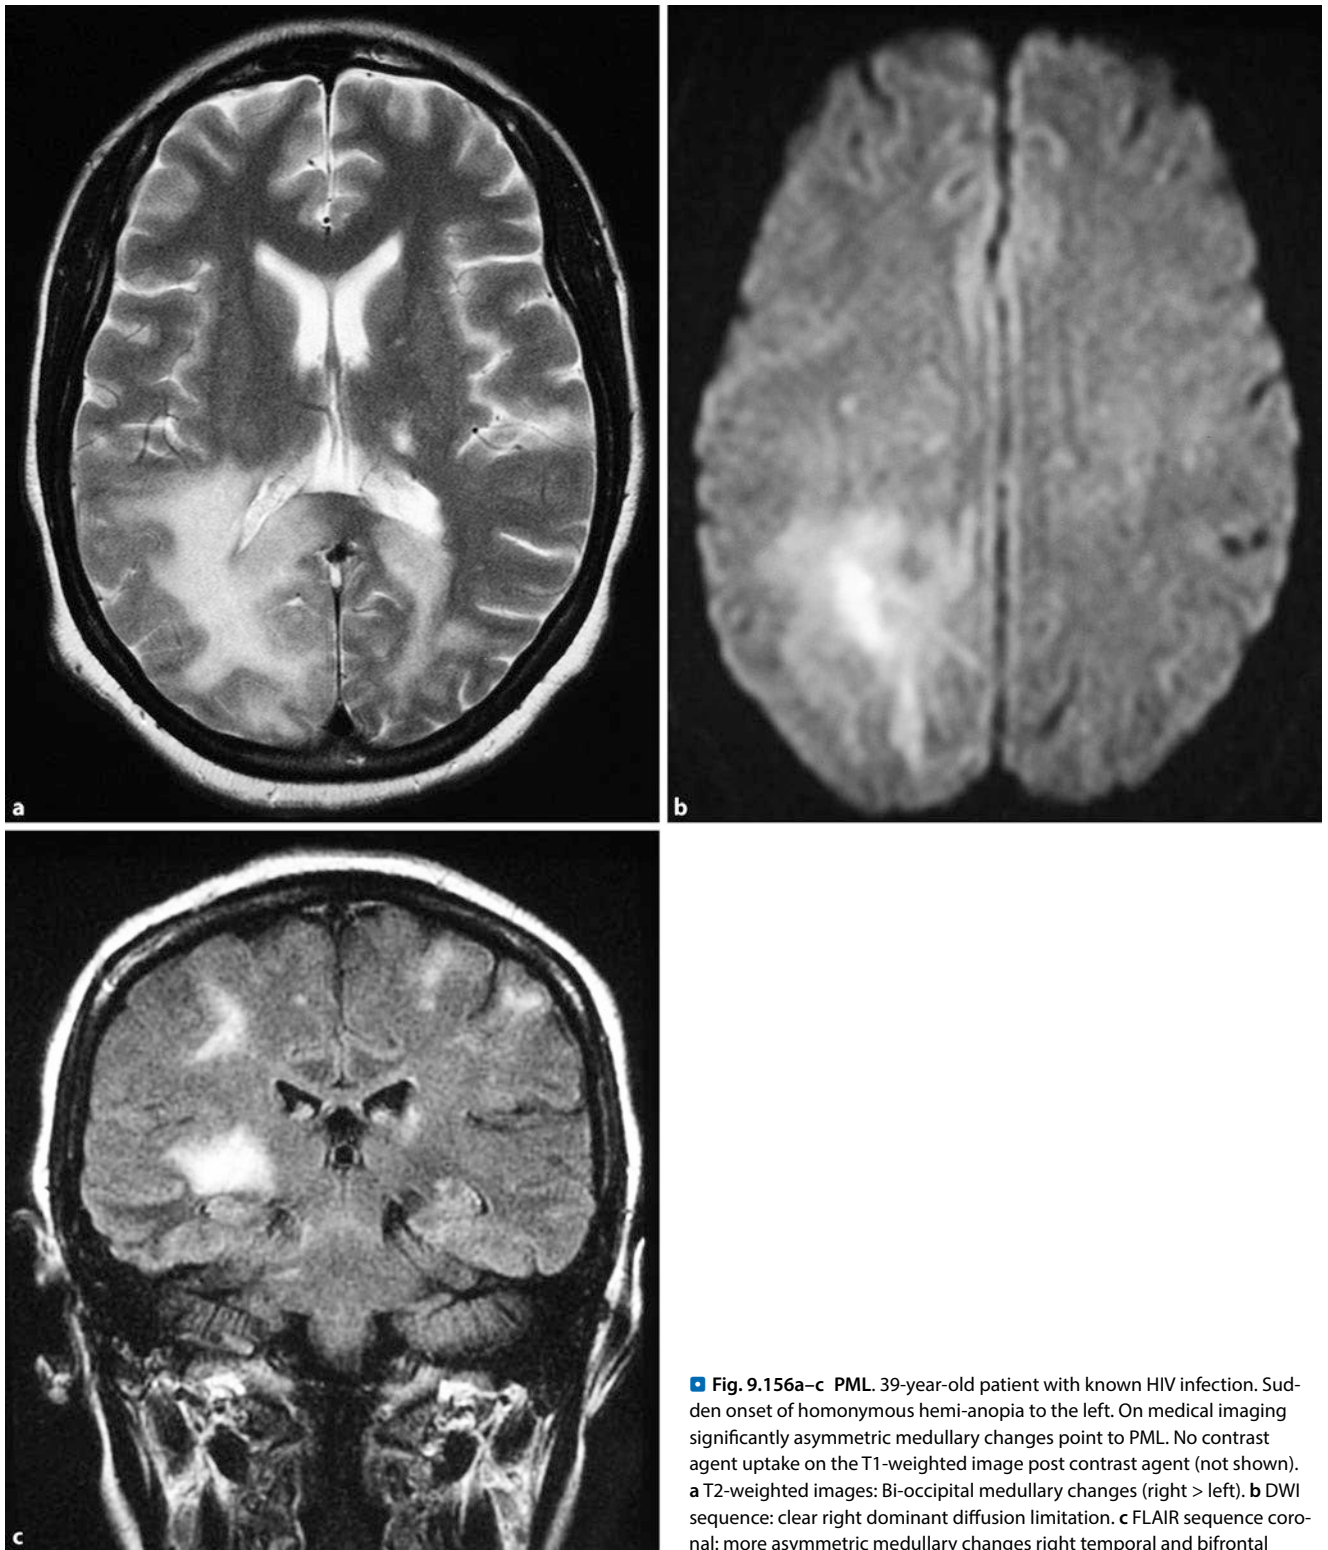 a
b
c
Fig. 9.156a–c PML. 39-year-old patient with known HIV infection. Sud-
den onset of homonymous hemi-anopia to the left. On medical imaging
significantly asymmetric medullary changes point to PML. No contrast
agent uptake on the T1-weighted image post contrast agent (not shown).
a T2-weighted images: Bi-occipital medullary changes (right > left). b DWI
sequence: clear right dominant diffusion limitation. c FLAIR sequence coro-
nal: more asymmetric medullary changes right temporal and bifrontal